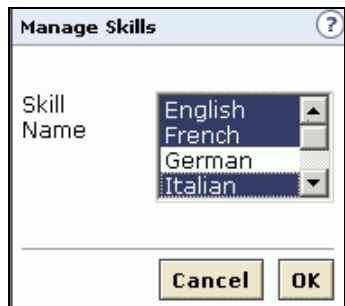 Manage Skills ?
Skill
Name
English
French
German
Italian
Cancel OK